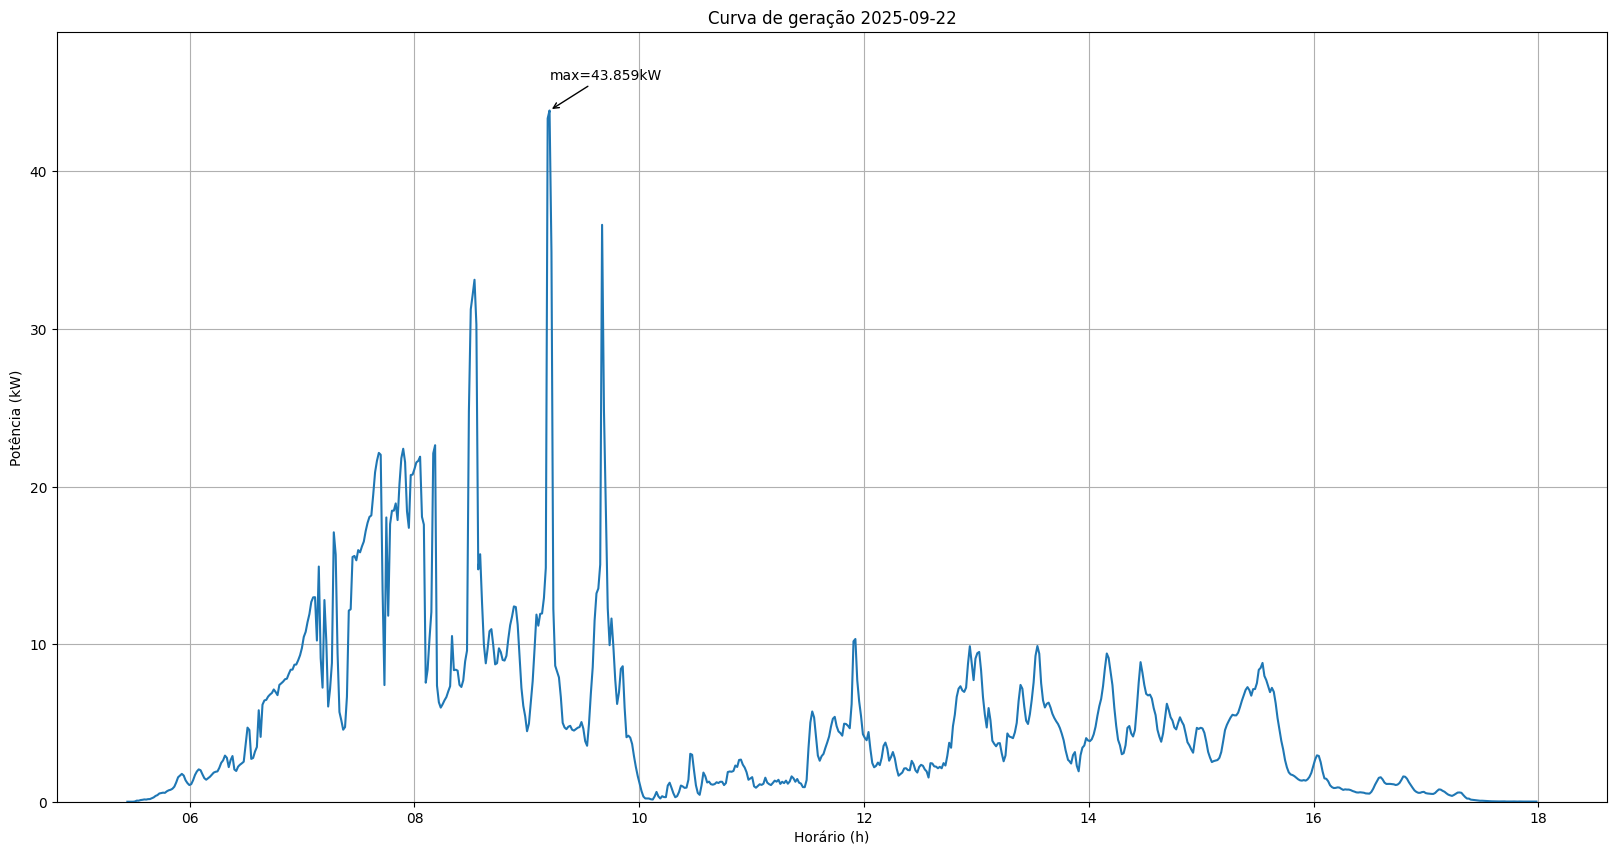 Curva de geração 2025-09-22
max=43.859kW
40
30
20
10
0
Potência (kW)
06 08 10 12 14 16 18
Horário (h)